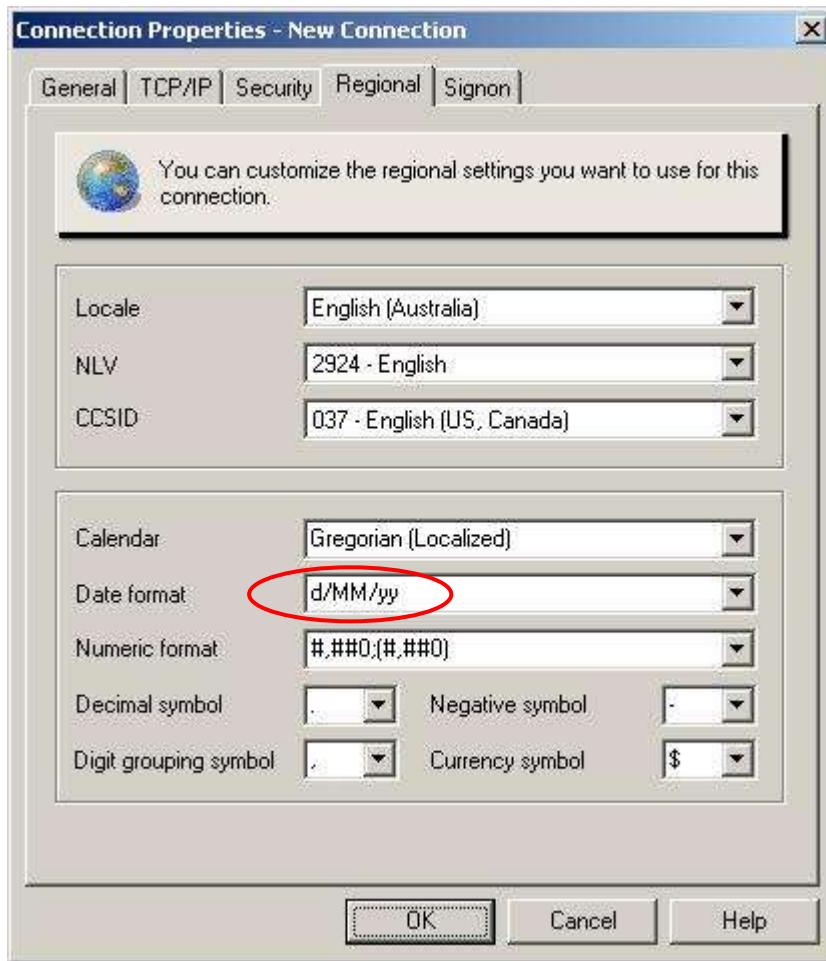 Connection Properties - New Connection
General TCP/IP Security Regional Signon
You can customize the regional settings you want to use for this
connection.
Locale English (Australia)
NLV 2924 - English
CCSID 037 - English (US, Canada)
Calendar Gregorian (Localized)
Date format d/MM/yy
Numeric format #,##0;(#,##0)
Decimal symbol . Negative symbol -
Digit grouping symbol , Currency symbol $
OK Cancel Help